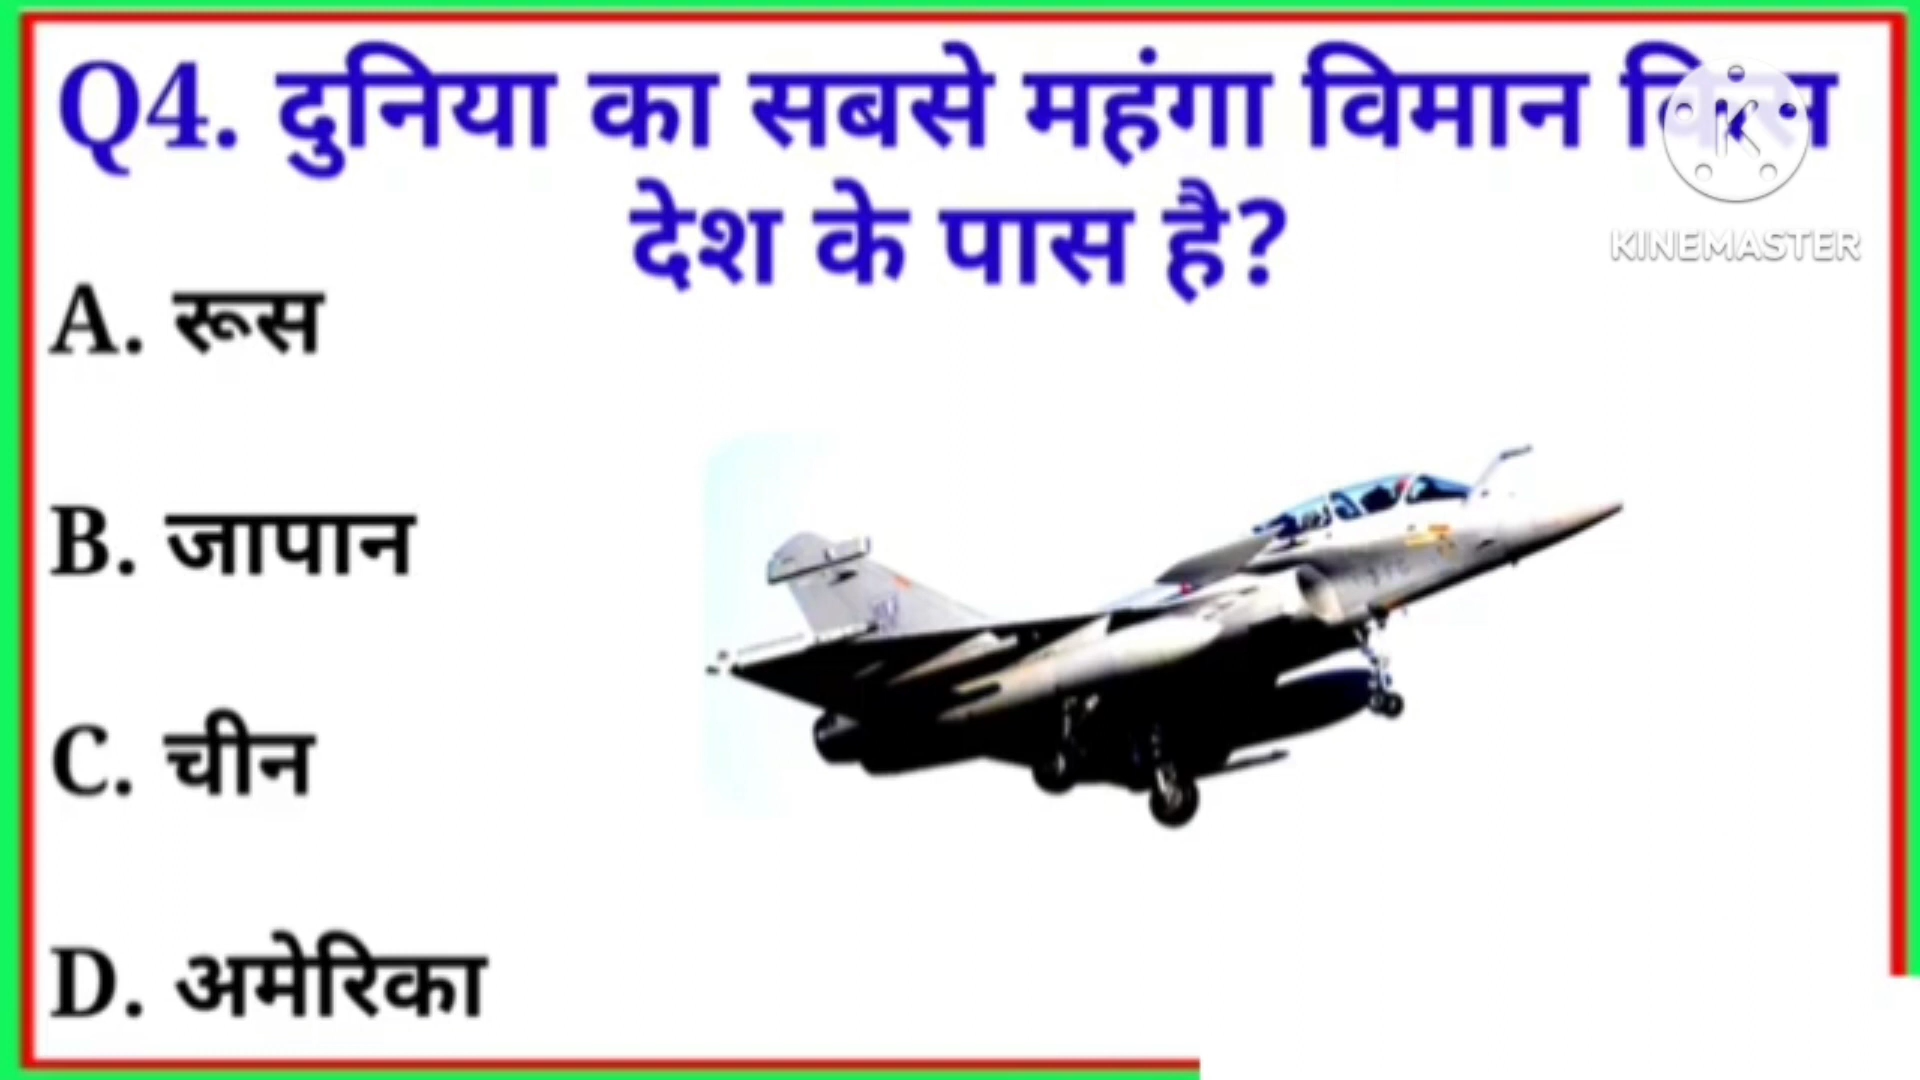 Q4. दुनिया का सबसे महंगा विमान किस
देश के पास है?
KINEMASTER
A. रूस
B. जापान
C. चीन
D. अमेरिका